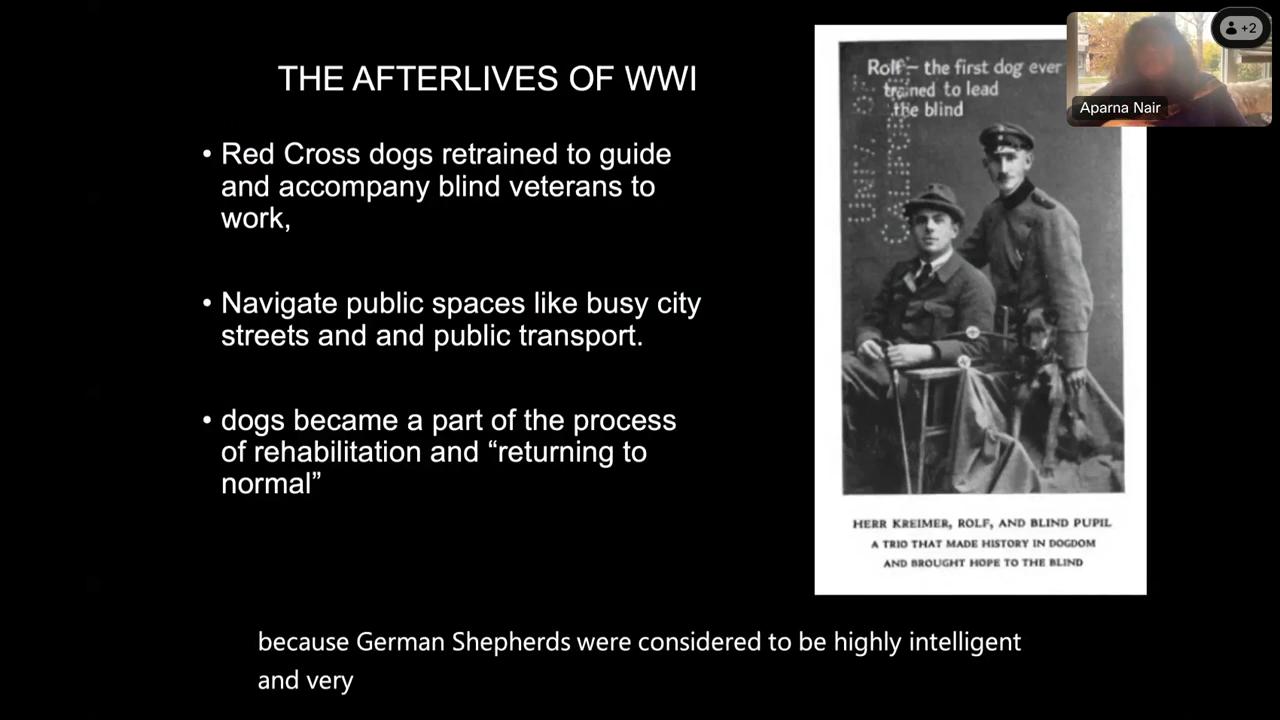 THE AFTERLIVES OF WWI
• Red Cross dogs retrained to guide
and accompany blind veterans to
work,
• Navigate public spaces like busy city
streets and and public transport.
• dogs became a part of the process
of rehabilitation and “returning to
normal”
Rolf – the first dog ever
trained to lead
the blind
HERR KREIMER, ROLF, AND BLIND PUPIL
A TRIO THAT MADE HISTORY IN DOGDOM
AND BROUGHT HOPE TO THE BLIND
+2
Aparna Nair
because German Shepherds were considered to be highly intelligent
and very